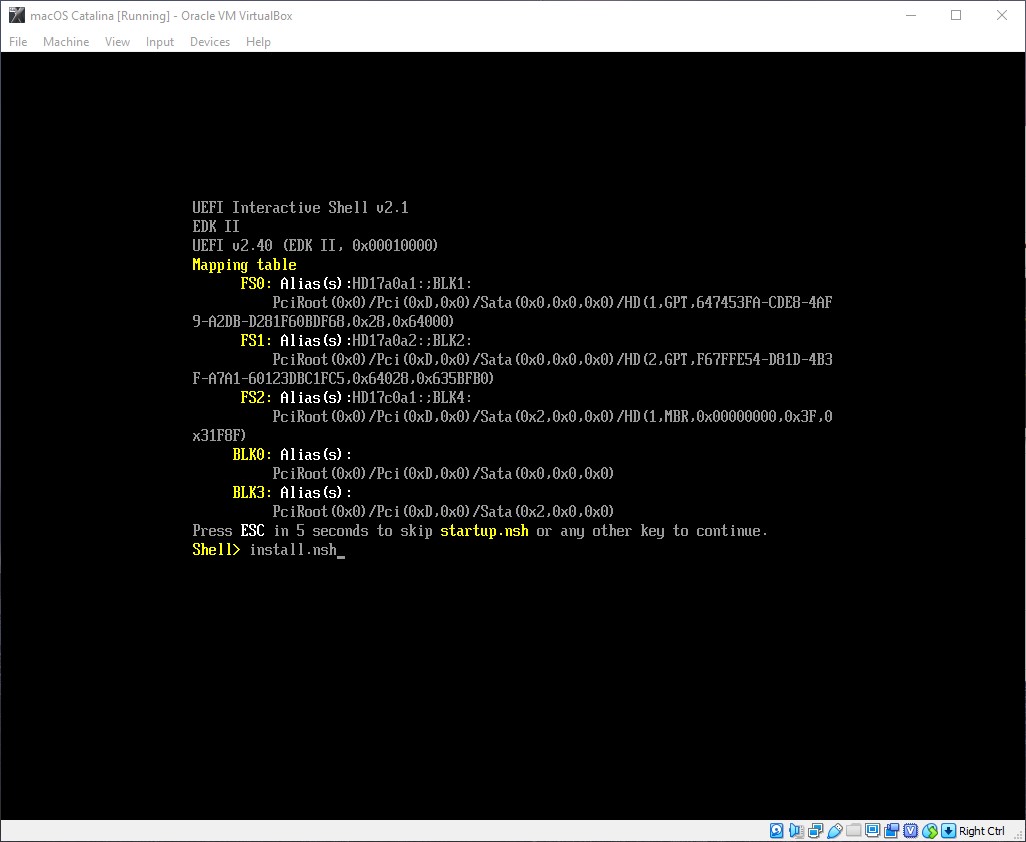 macOS Catalina [Running] - Oracle VM VirtualBox
File Machine View Input Devices Help
UEFI Interactive Shell v2.1
EDK II
UEFI v2.40 (EDK II, 0x00010000)
Mapping table
FS0: Alias(s):HD17a0a1:;BLK1:
PciRoot(0x0)/Pci(0xD,0x0)/Sata(0x0,0x0,0x0)/HD(1,GPT,647453FA-CDE8-4AF
9-A2DB-D281F60BDF68,0x28,0x64000)
FS1: Alias(s):HD17a0a2:;BLK2:
PciRoot(0x0)/Pci(0xD,0x0)/Sata(0x0,0x0,0x0)/HD(2,GPT,F67FFE54-D81D-4B3
F-A7A1-60123DBC1FC5,0x64028,0x635BFB0)
FS2: Alias(s):HD17c0a1:;BLK4:
PciRoot(0x0)/Pci(0xD,0x0)/Sata(0x2,0x0,0x0)/HD(1,MBR,0x00000000,0x3F,0
x31F8F)
BLK0: Alias(s):
PciRoot(0x0)/Pci(0xD,0x0)/Sata(0x0,0x0,0x0)
BLK3: Alias(s):
PciRoot(0x0)/Pci(0xD,0x0)/Sata(0x2,0x0,0x0)
Press ESC in 5 seconds to skip startup.nsh or any other key to continue.
Shell> install.nsh_
Right Ctrl